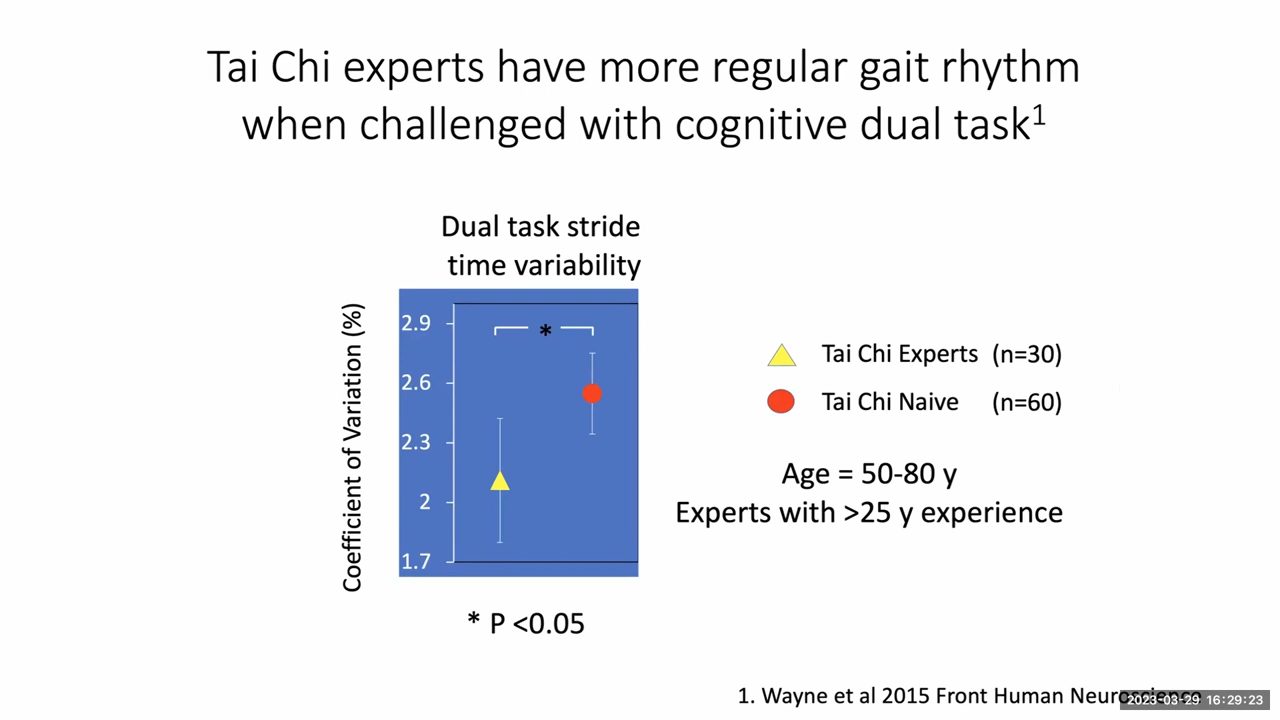 Tai Chi experts have more regular gait rhythm
when challenged with cognitive dual task¹
Dual task stride
time variability
Coefficient of Variation (%)
2.9
2.6
2.3
2
1.7
*
* P <0.05
Tai Chi Experts (n=30)
Tai Chi Naive (n=60)
Age = 50-80 y
Experts with >25 y experience
1. Wayne et al 2015 Front Human Neuroscience
2023-03-29 16:29:23